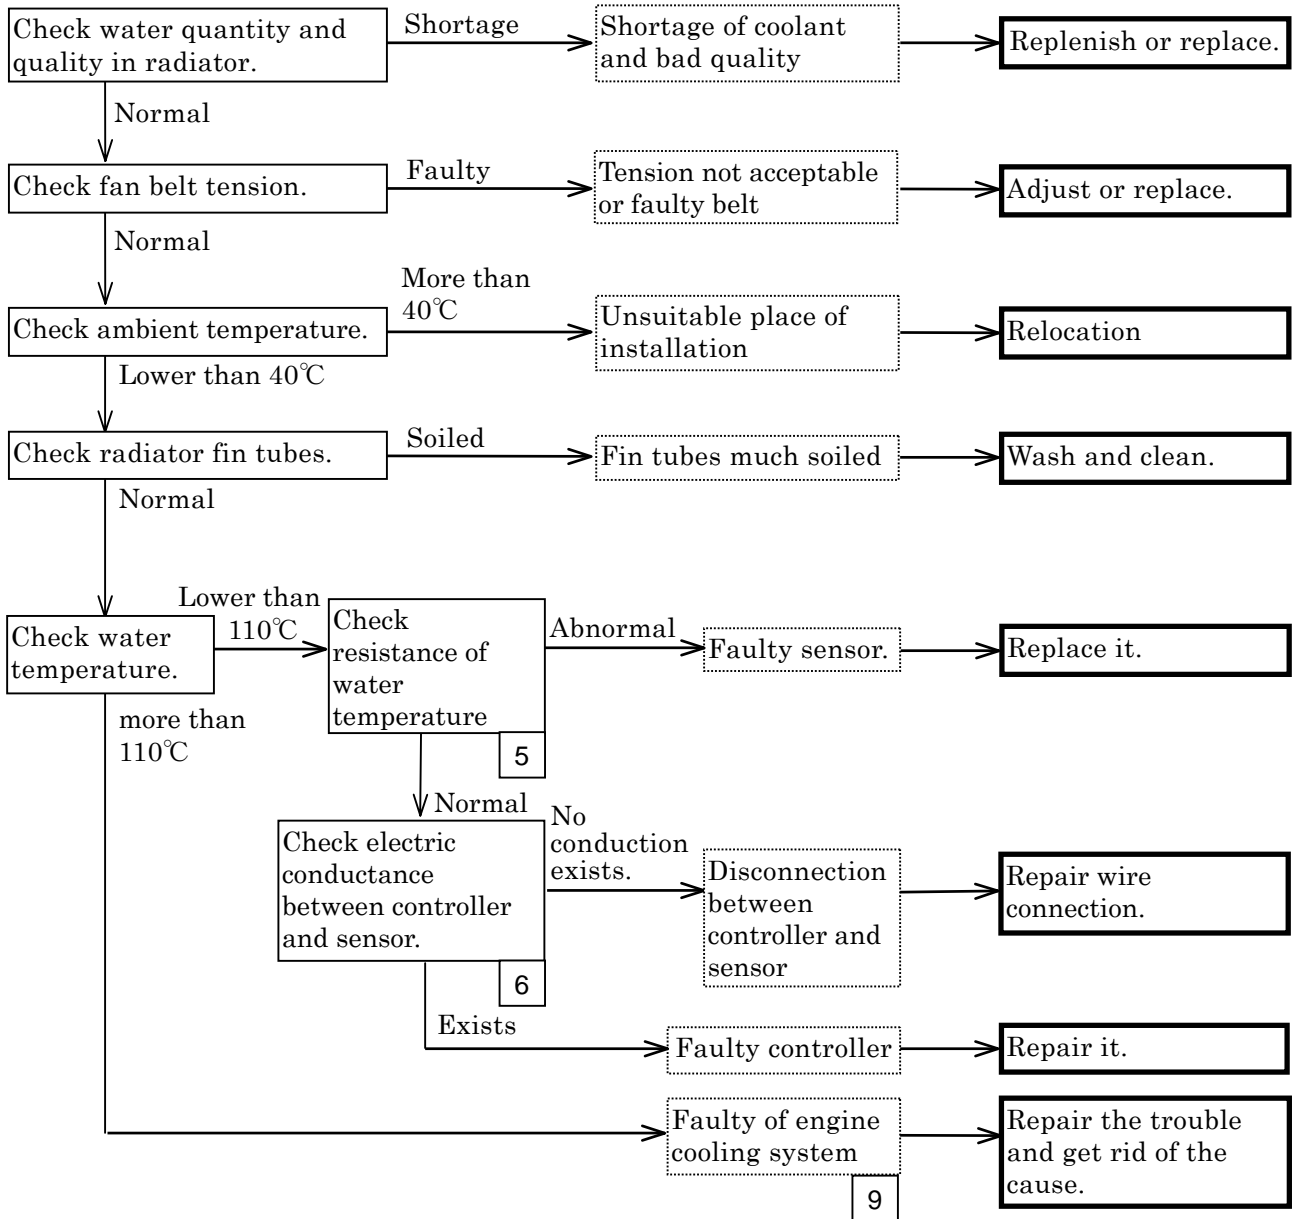 Check water quantity and
quality in radiator.
Shortage
Shortage of coolant
and bad quality
Replenish or replace.
Normal
Check fan belt tension.
Faulty
Tension not acceptable
or faulty belt
Adjust or replace.
Normal
Check ambient temperature.
More than
40℃
Unsuitable place of
installation
Relocation
Lower than 40℃
Check radiator fin tubes.
Soiled
Fin tubes much soiled
Wash and clean.
Normal
Check water
temperature.
Lower than
110℃
Check
resistance of
water
temperature
5
Abnormal
Faulty sensor.
Replace it.
more than
110℃
Normal
Check electric
conductance
between controller
and sensor.
6
No
conduction
exists.
Disconnection
between
controller and
sensor
Repair wire
connection.
Exists
Faulty controller
Repair it.
Faulty of engine
cooling system
9
Repair the trouble
and get rid of the
cause.